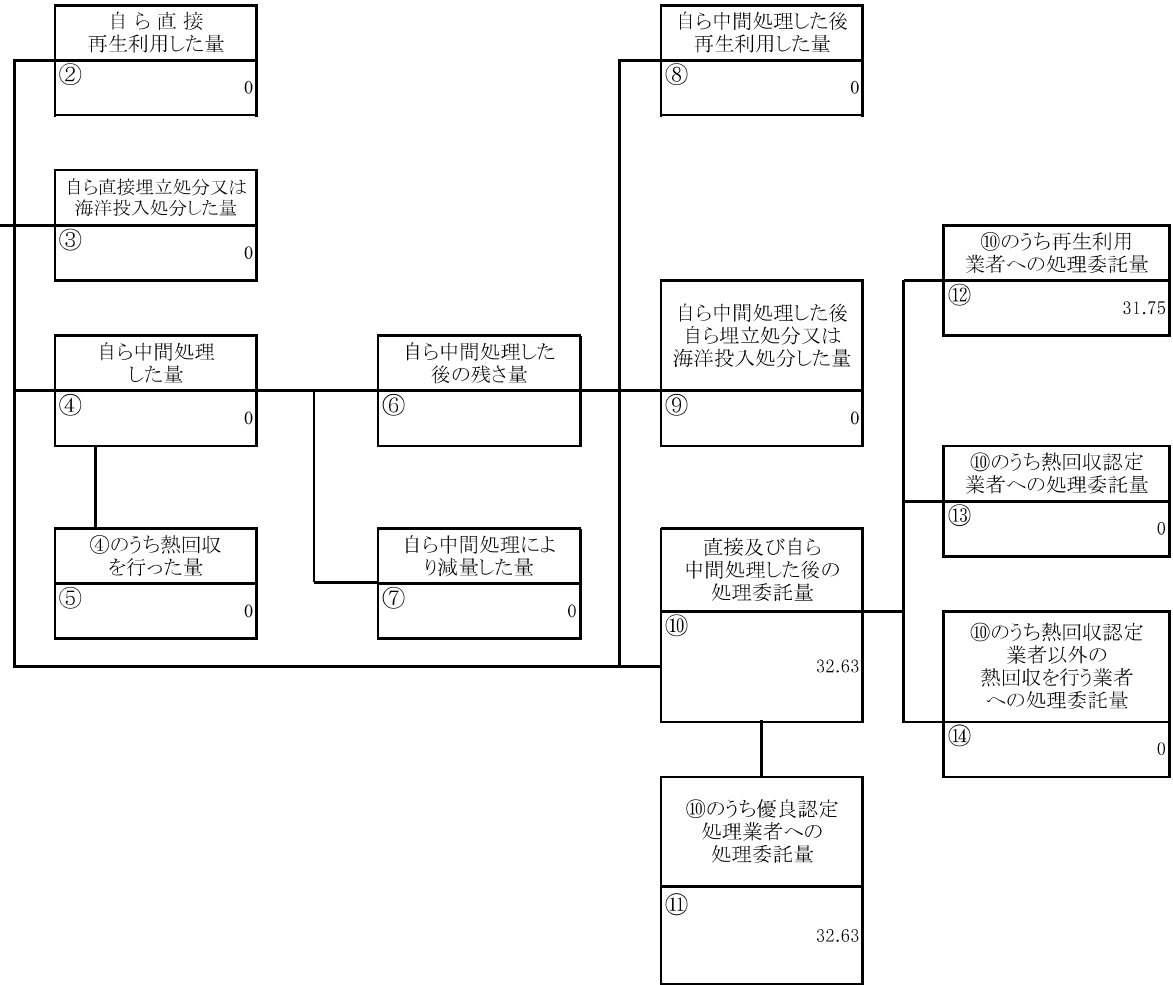 自ら直接
再生利用した量
②
0
自ら直接埋立処分又は
海洋投入処分した量
③
0
自ら中間処理
した量
④
0
④のうち熱回収
を行った量
⑤
0
自ら中間処理した
後の残さ量
⑥
自ら中間処理によ
り減量した量
⑦
0
自ら中間処理した後
再生利用した量
⑧
0
自ら中間処理した後
自ら埋立処分又は
海洋投入処分した量
⑨
0
直接及び自ら
中間処理した後の
処理委託量
⑩
32.63
⑩のうち優良認定
処理業者への
処理委託量
⑪
32.63
⑩のうち再生利用
業者への処理委託量
⑫
31.75
⑩のうち熱回収認定
業者への処理委託量
⑬
0
⑩のうち熱回収認定
業者以外の
熱回収を行う業者
への処理委託量
⑭
0